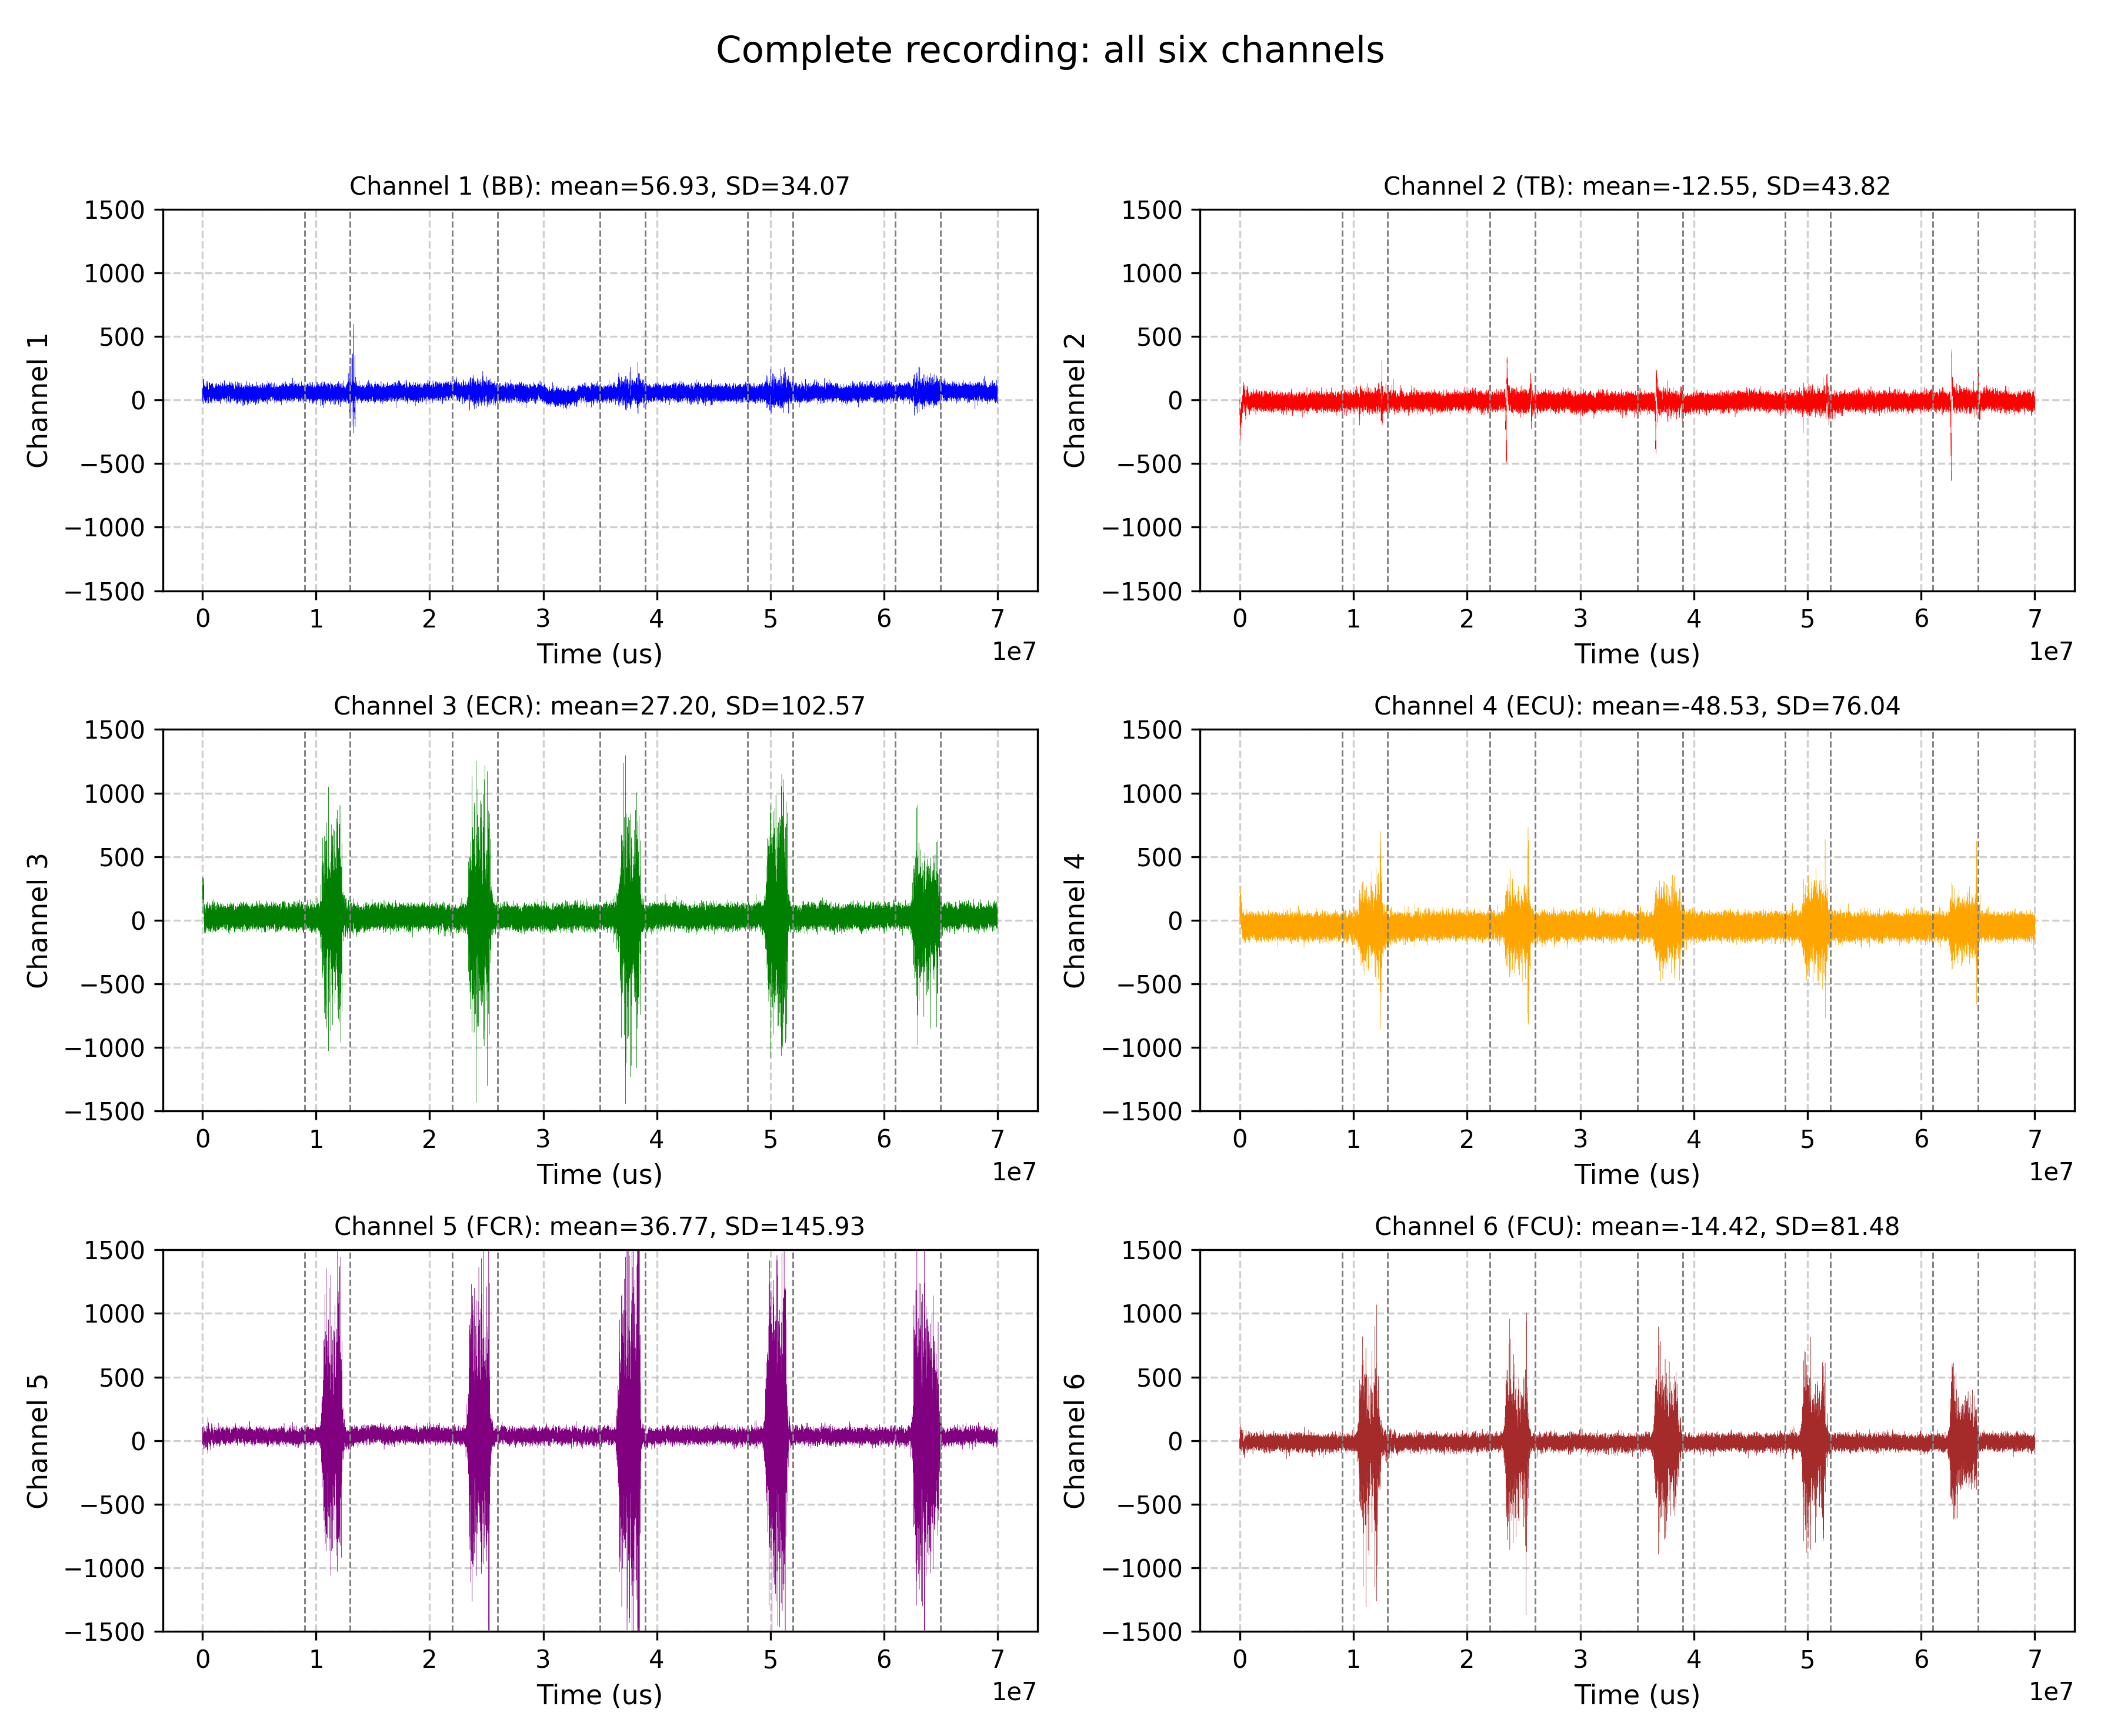 Complete recording: all six channels
Channel 1 (BB): mean=56.93, SD=34.07
Channel 1
1500
1000
500
0
−500
−1000
−1500
0 1 2 3 4 5 6 7
Time (us)
1e7
Channel 2 (TB): mean=-12.55, SD=43.82
Channel 2
1500
1000
500
0
−500
−1000
−1500
0 1 2 3 4 5 6 7
Time (us)
1e7
Channel 3 (ECR): mean=27.20, SD=102.57
Channel 3
1500
1000
500
0
−500
−1000
−1500
0 1 2 3 4 5 6 7
Time (us)
1e7
Channel 4 (ECU): mean=-48.53, SD=76.04
Channel 4
1500
1000
500
0
−500
−1000
−1500
0 1 2 3 4 5 6 7
Time (us)
1e7
Channel 5 (FCR): mean=36.77, SD=145.93
Channel 5
1500
1000
500
0
−500
−1000
−1500
0 1 2 3 4 5 6 7
Time (us)
1e7
Channel 6 (FCU): mean=-14.42, SD=81.48
Channel 6
1500
1000
500
0
−500
−1000
−1500
0 1 2 3 4 5 6 7
Time (us)
1e7